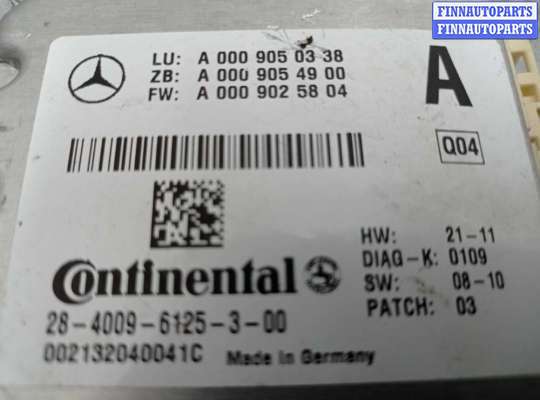 FINNAUTOPARTS
FINNAUTOPARTS
LU: A 000 905 03 38
ZB: A 000 905 49 00
FW: A 000 902 58 04
A
Q04
HW: 21-11
DIAG-K: 0109
SW: 08-10
PATCH: 03
Continental
28-4009-6125-3-00
002132040041C Made in Germany